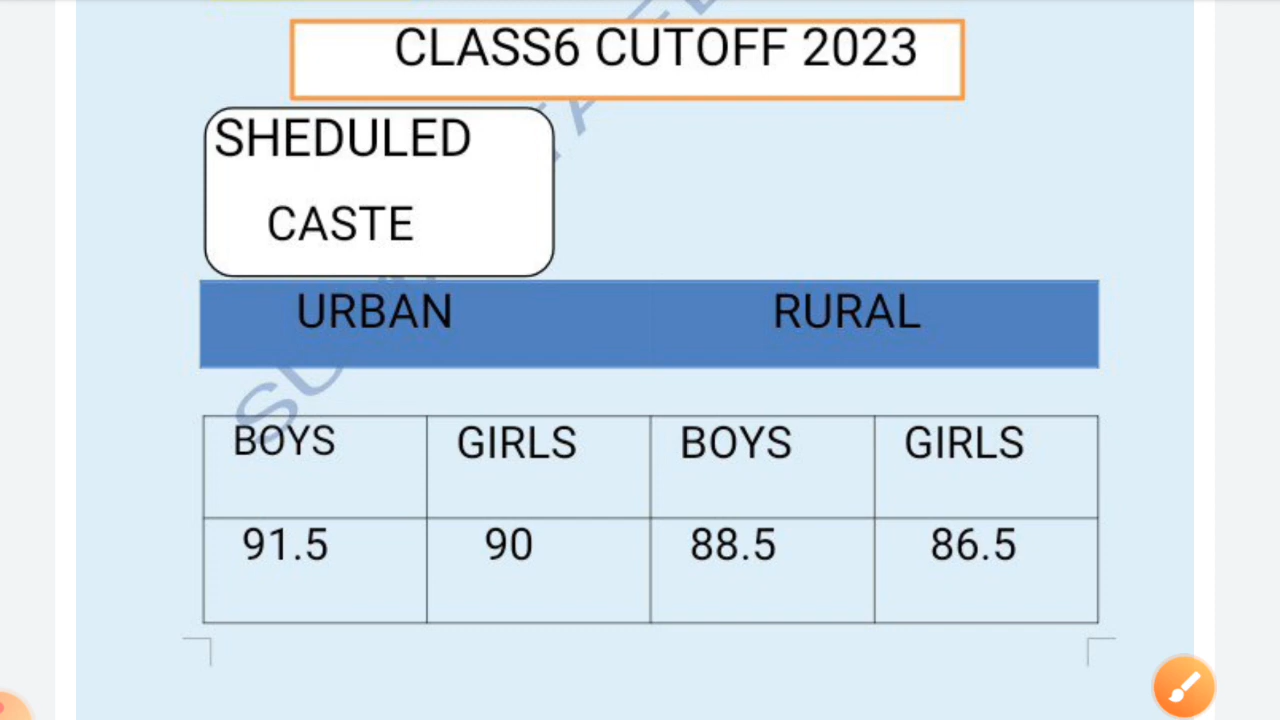 CLASS6 CUTOFF 2023
SHEDULED
CASTE
URBAN RURAL
BOYS GIRLS BOYS GIRLS
91.5 90 88.5 86.5